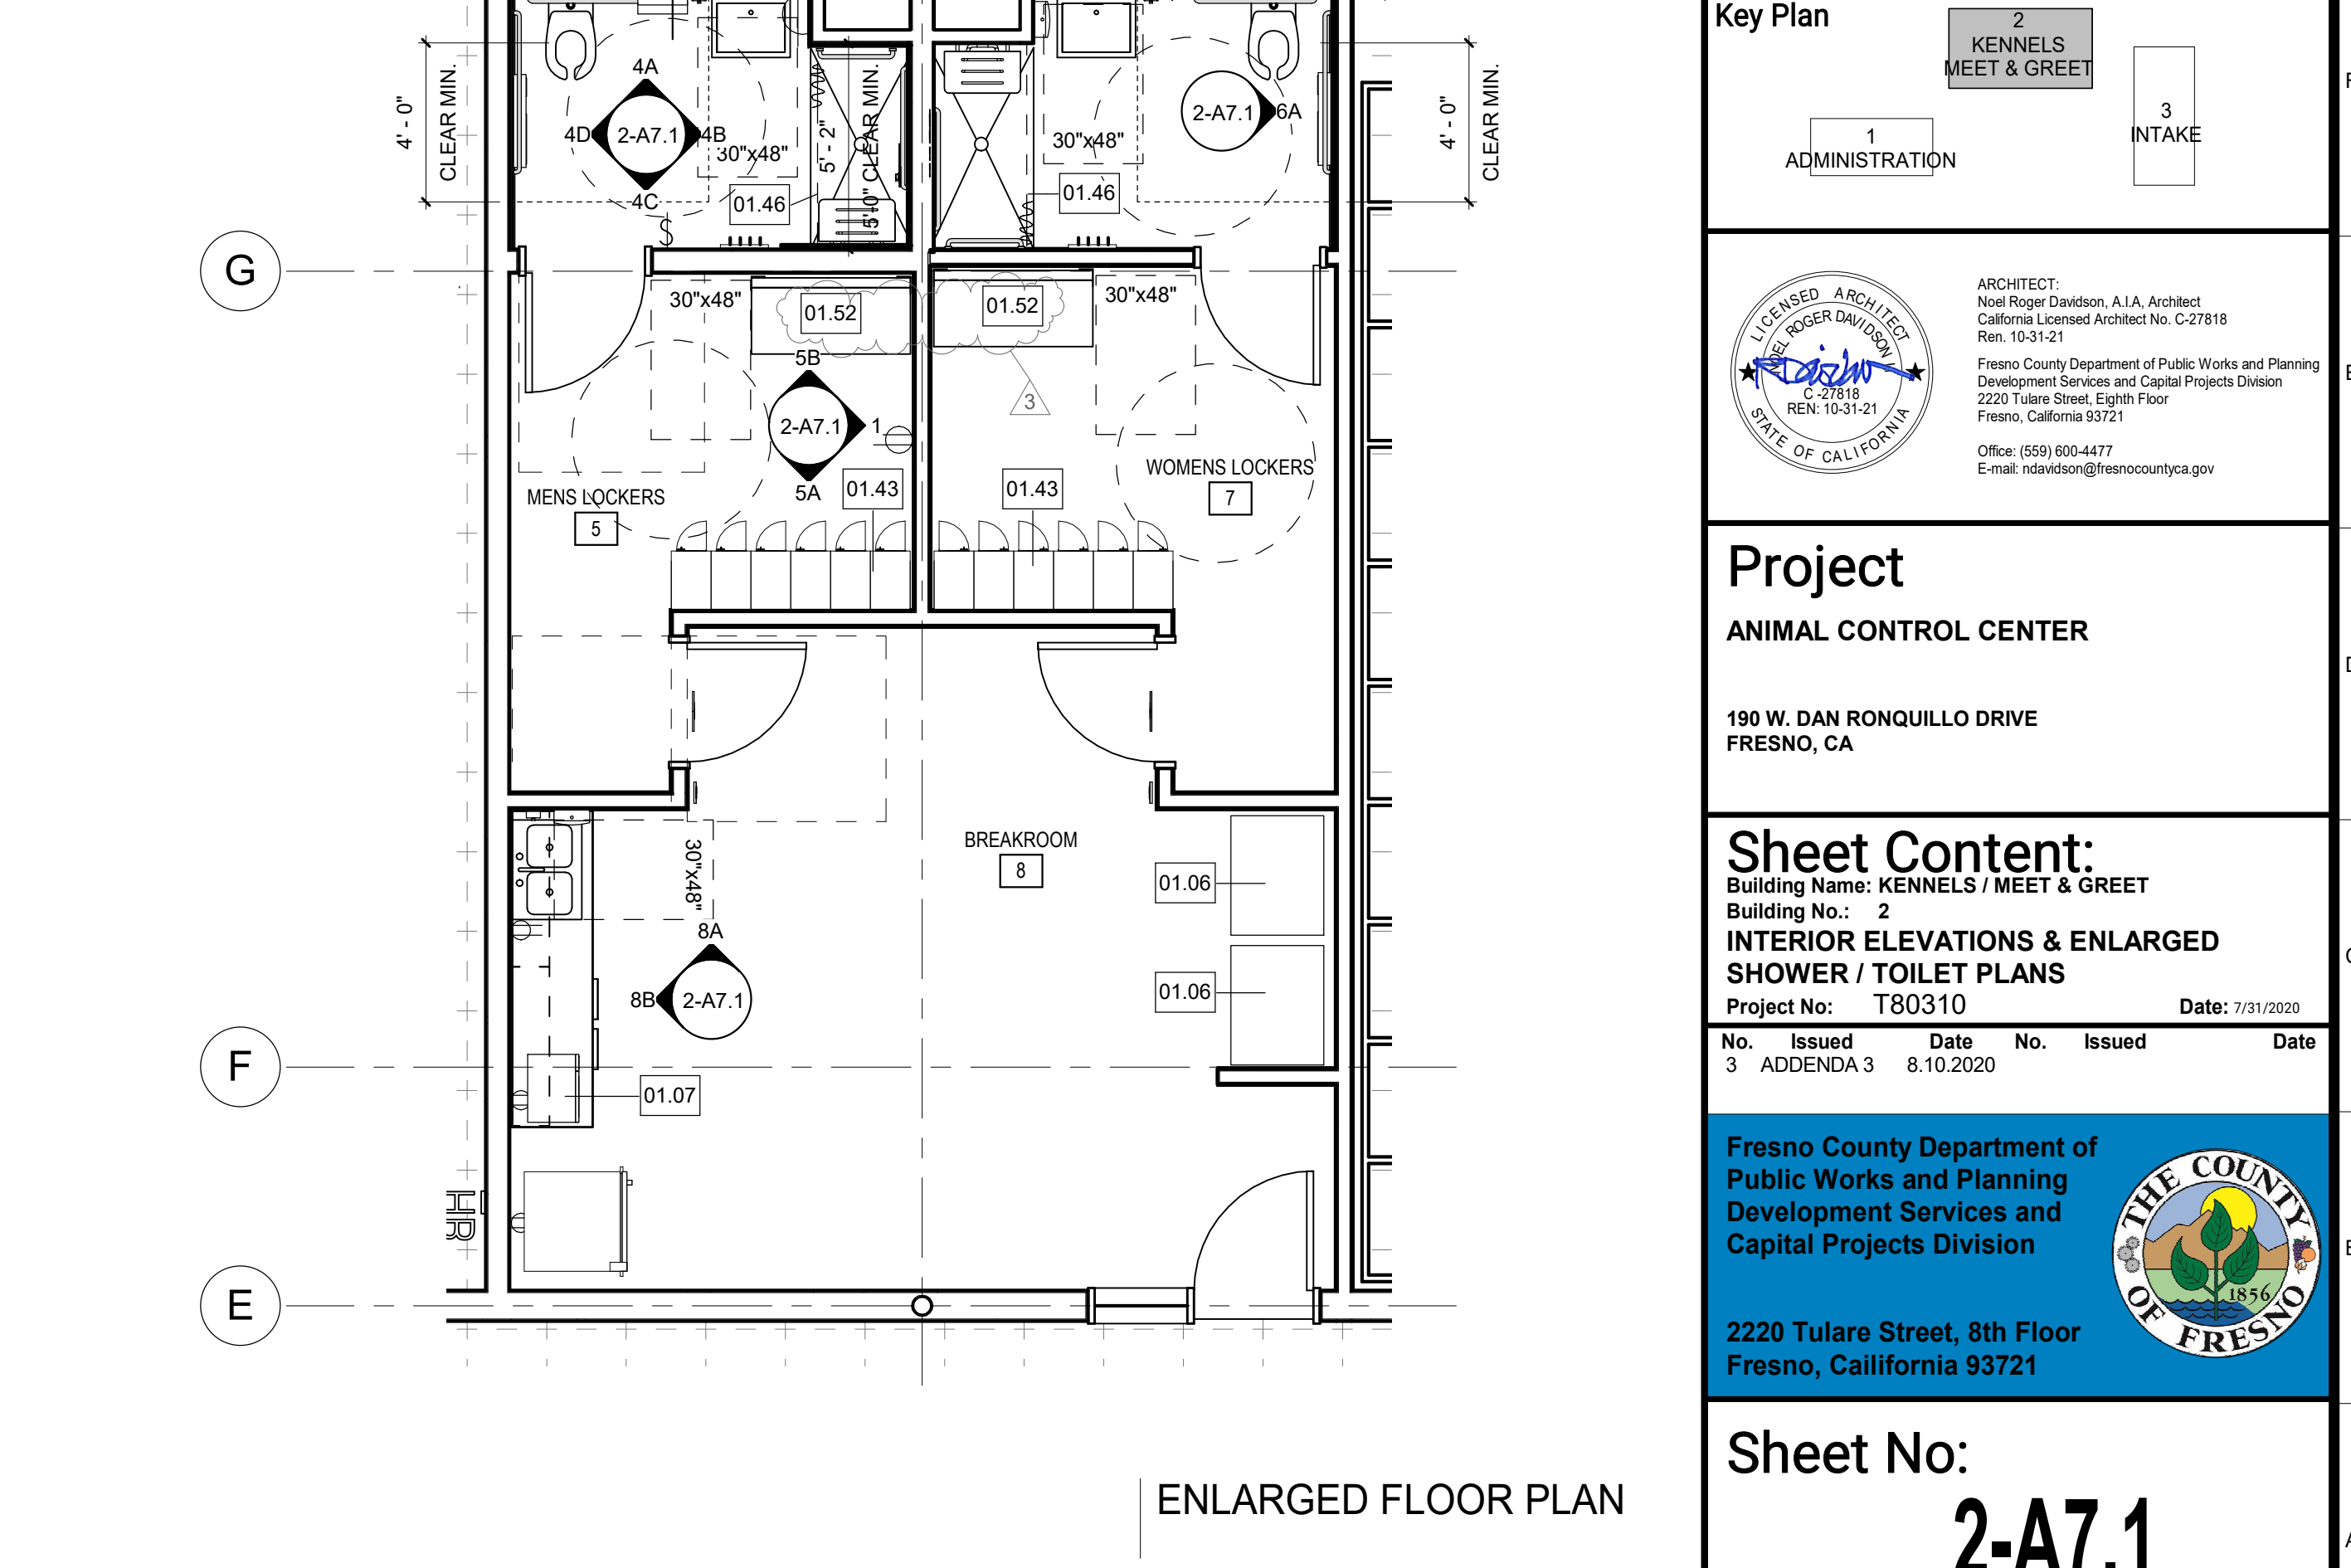 4' - 0"
CLEAR MIN.
4A
4D
2-A7.1
4B
4C
30"x48"
01.46
5' - 2"
5'-0" CLEAR MIN.
30"x48"
01.46
2-A7.1
6A
4' - 0"
CLEAR MIN.
G
$
30"x48"
01.52
01.52
30"x48"
3
5B
2-A7.1
1
5A
01.43
01.43
MENS LOCKERS
5
WOMENS LOCKERS
7
BREAKROOM
8
30"x48"
01.06
01.06
8A
8B
2-A7.1
F
01.07
HB
E
ENLARGED FLOOR PLAN
Key Plan
2
KENNELS
MEET & GREET
3
INTAKE
1
ADMINISTRATION
LICENSED ARCHITECT
NOEL ROGER DAVIDSON
C -27818
REN: 10-31-21
STATE OF CALIFORNIA
ARCHITECT:
Noel Roger Davidson, A.I.A, Architect
California Licensed Architect No. C-27818
Ren. 10-31-21
Fresno County Department of Public Works and Planning
Development Services and Capital Projects Division
2220 Tulare Street, Eighth Floor
Fresno, California 93721
Office: (559) 600-4477
E-mail: ndavidson@fresnocountyca.gov
Project
ANIMAL CONTROL CENTER
190 W. DAN RONQUILLO DRIVE
FRESNO, CA
Sheet Content:
Building Name: KENNELS / MEET & GREET
Building No.: 2
INTERIOR ELEVATIONS & ENLARGED
SHOWER / TOILET PLANS
Project No: T80310 Date: 7/31/2020
No. Issued Date No. Issued Date
3 ADDENDA 3 8.10.2020
Fresno County Department of
Public Works and Planning
Development Services and
Capital Projects Division
2220 Tulare Street, 8th Floor
Fresno, Cailifornia 93721
THE COUNTY
1856
OF FRESNO
Sheet No:
2-A7.1